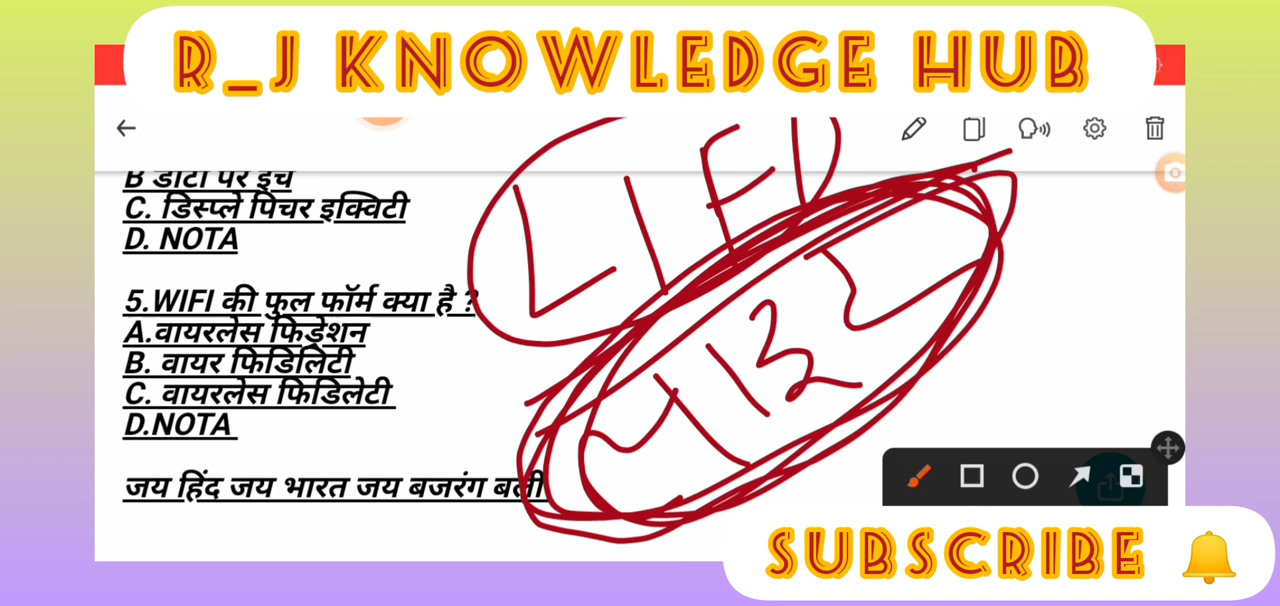 R_J KNOWLEDGE HUB
B डाटा पर इंच
C. डिस्प्ले पिचर इक्विटी
D. NOTA
5.WIFI की फुल फॉर्म क्या है ?
A.वायरलेस फिड्रेशन
B. वायर फिडिलिटी
C. वायरलेस फिडिलेटी
D.NOTA
जय हिंद जय भारत जय बजरंग बली
SUBSCRIBE